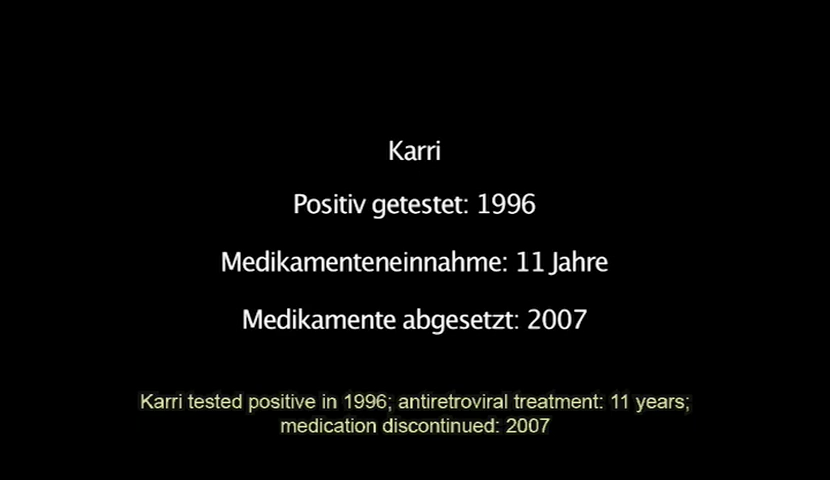 Karri
Positiv getestet: 1996
Medikamenteneinnahme: 11 Jahre
Medikamente abgesetzt: 2007
Karri tested positive in 1996; antiretroviral treatment: 11 years;
medication discontinued: 2007